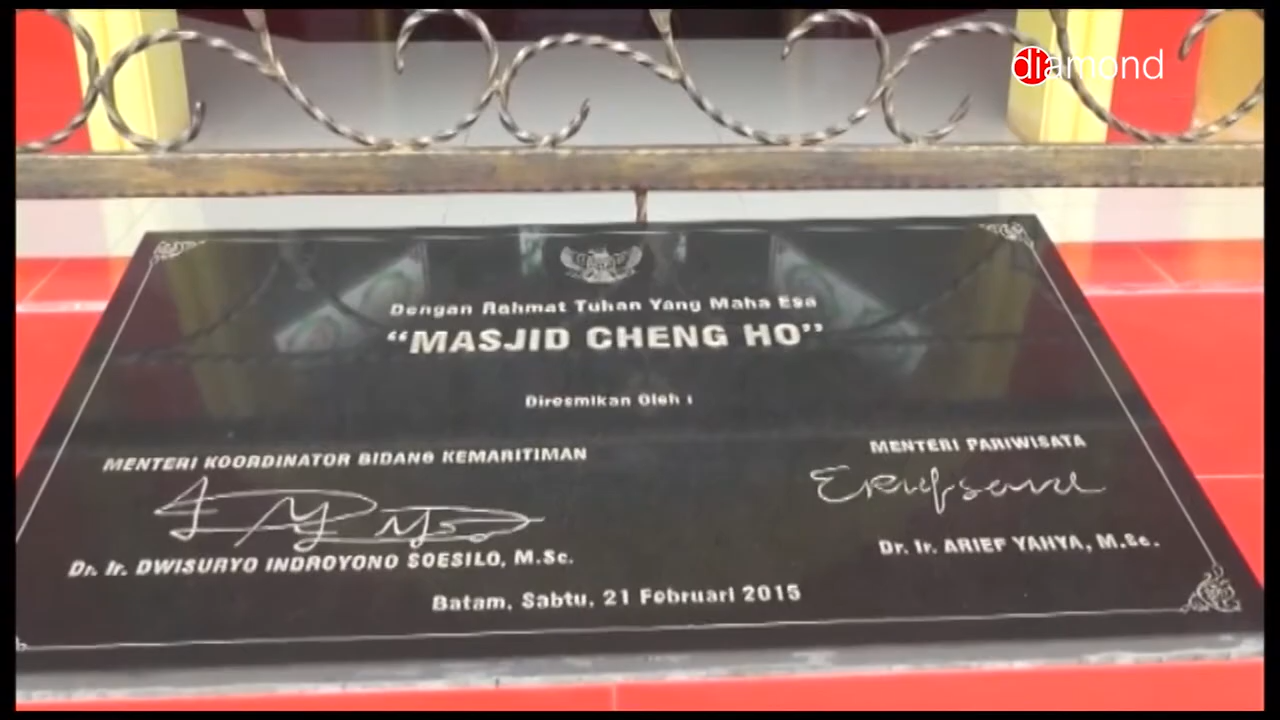 diamond
Dengan Rahmat Tuhan Yang Maha Esa
“MASJID CHENG HO”
Diresmikan Oleh :
MENTERI KOORDINATOR BIDANG KEMARITIMAN
MENTERI PARIWISATA
Dr. Ir. DWISURYO INDROYONO SOESILO, M.Sc.
Dr. Ir. ARIEF YAHYA, M.Sc.
Batam, Sabtu, 21 Februari 2015